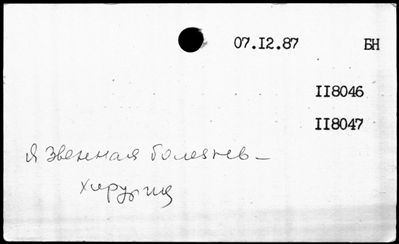 07.12.87 БН
II8046
II8047
Язвенная болезнь –
хирургия